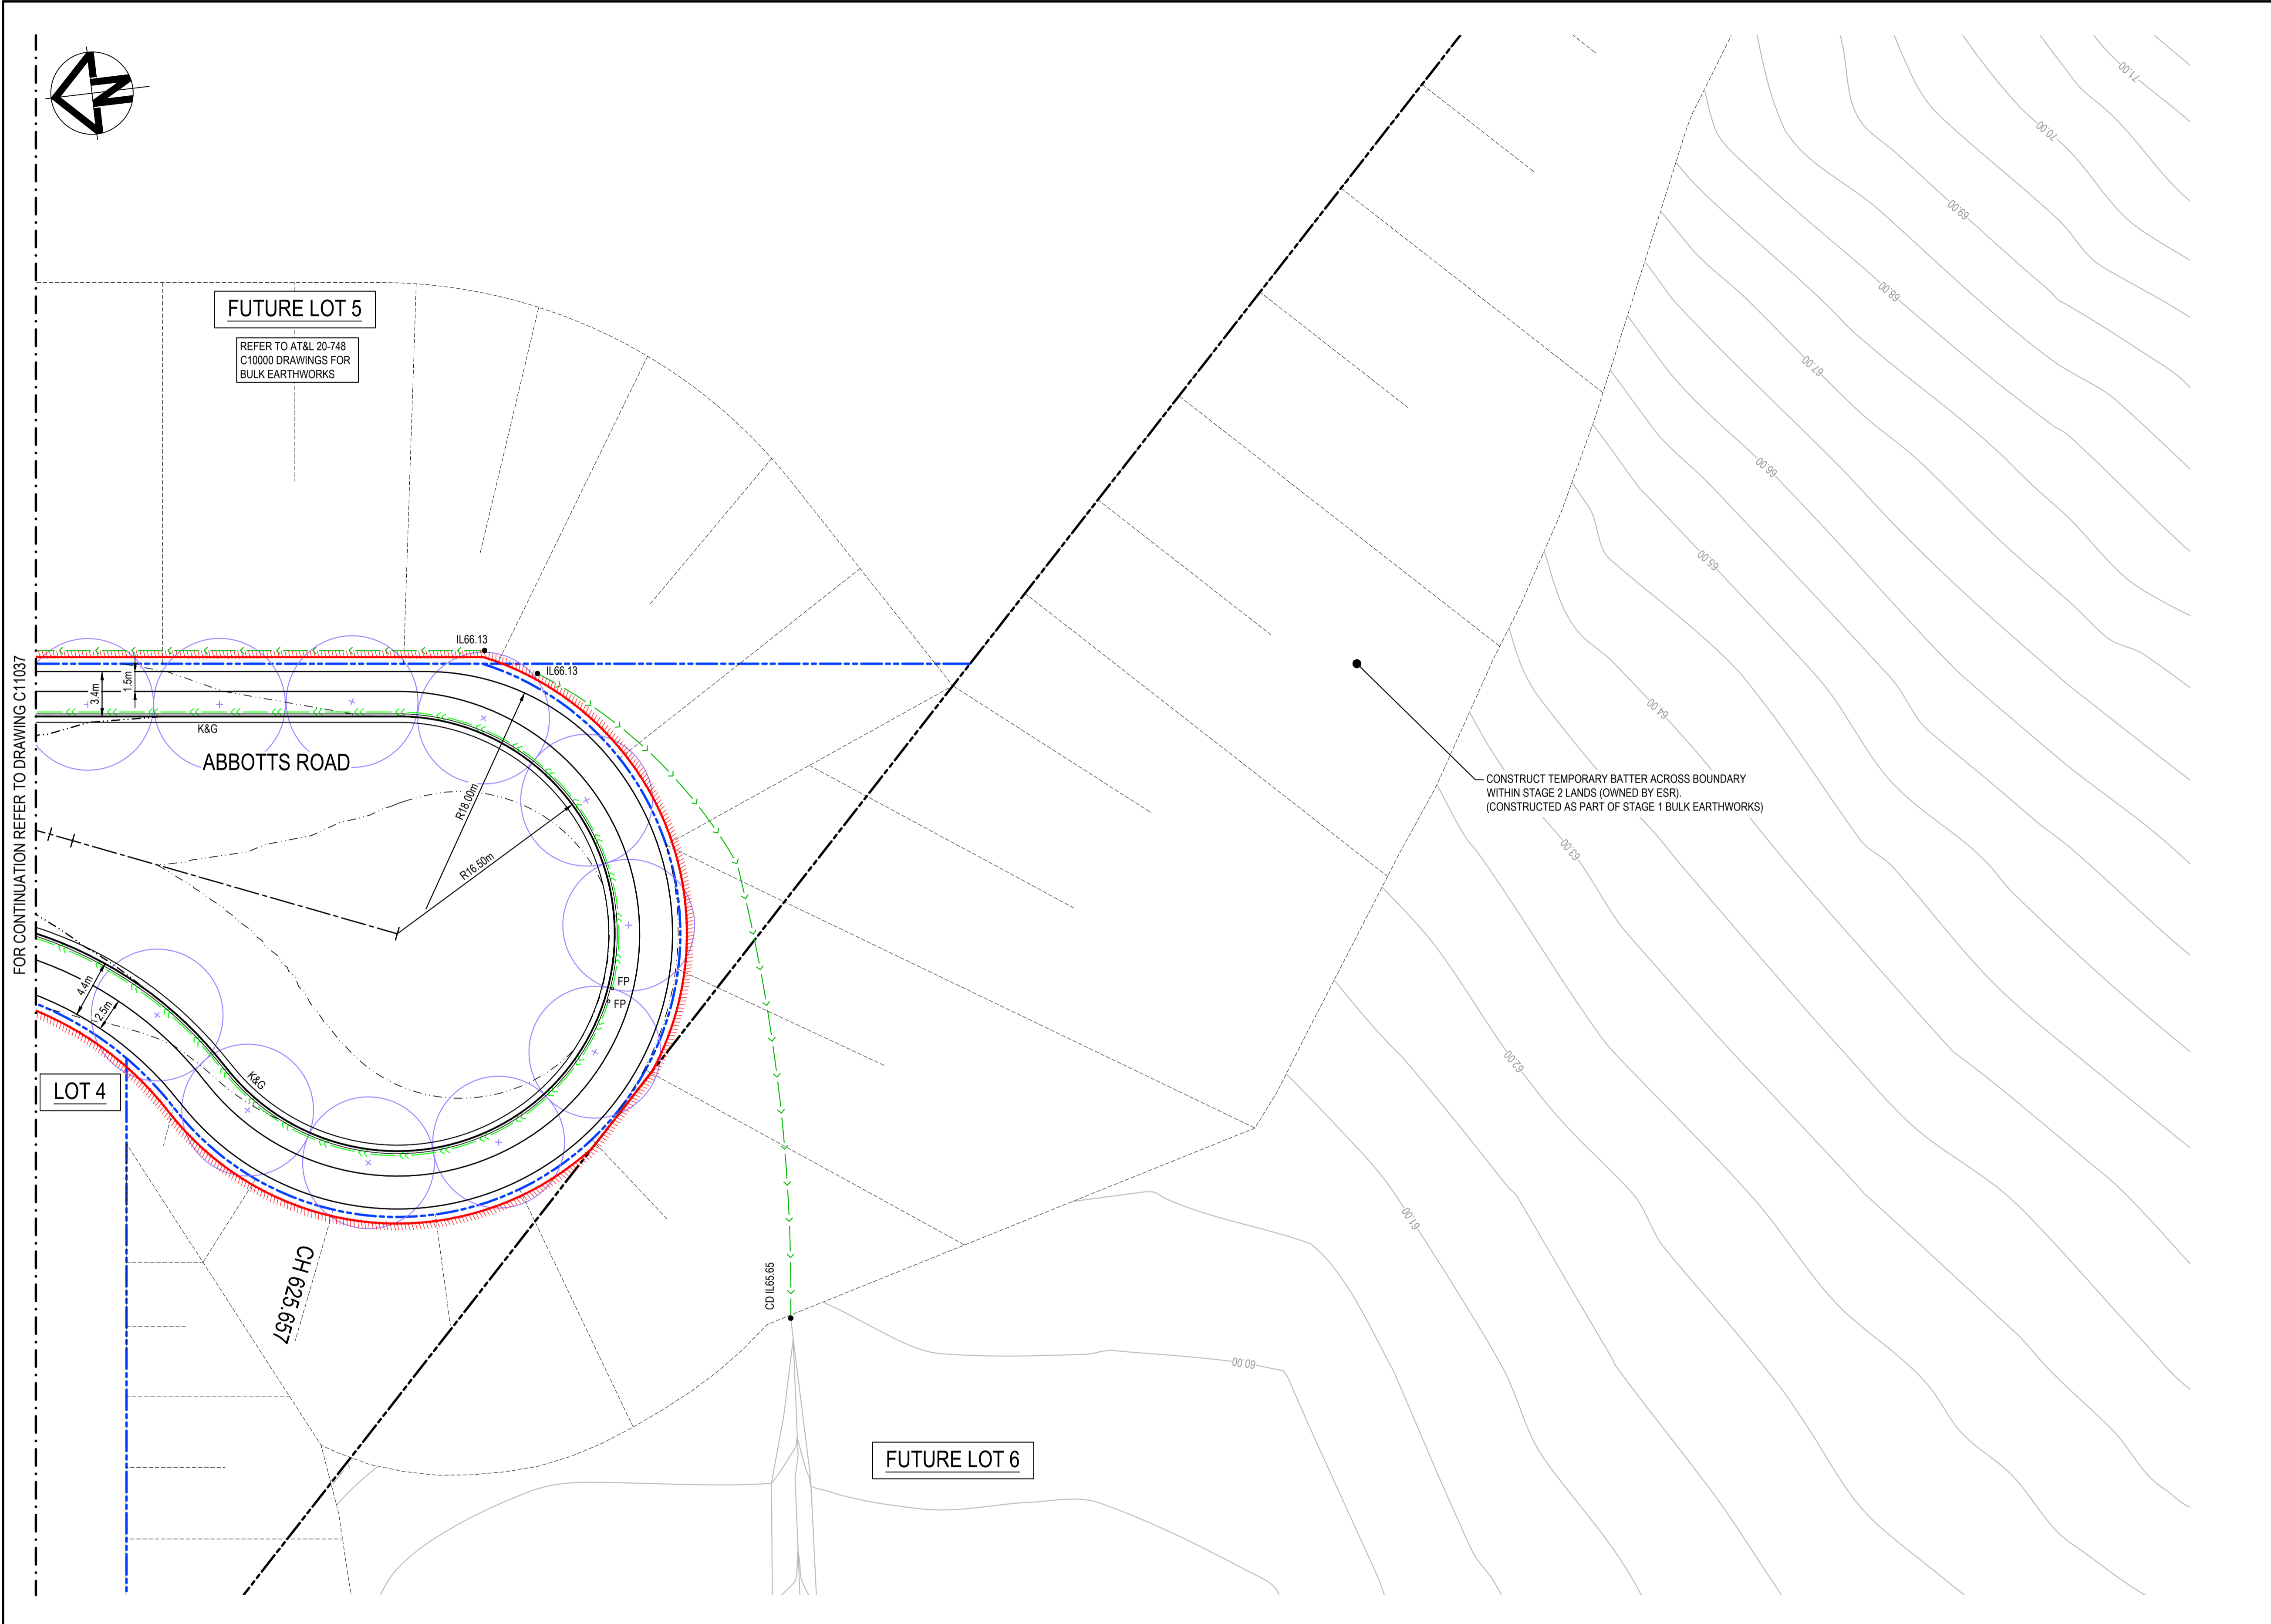 N
71.00
70.00
69.00
68.00
67.00
66.00
65.00
64.00
63.00
62.00
61.00
60.00
FUTURE LOT 5
REFER TO AT&L 20-748
C10000 DRAWINGS FOR
BULK EARTHWORKS
IL66.13
IL66.13
3.4m
1.5m
K&G
ABBOTTS ROAD
R18.00m
R16.50m
FOR CONTINUATION REFER TO DRAWING C11037
CONSTRUCT TEMPORARY BATTER ACROSS BOUNDARY
WITHIN STAGE 2 LANDS (OWNED BY ESR).
(CONSTRUCTED AS PART OF STAGE 1 BULK EARTHWORKS)
4.4m
2.5m
FP
FP
K&G
LOT 4
CH 625.657
CD IL65.65
FUTURE LOT 6